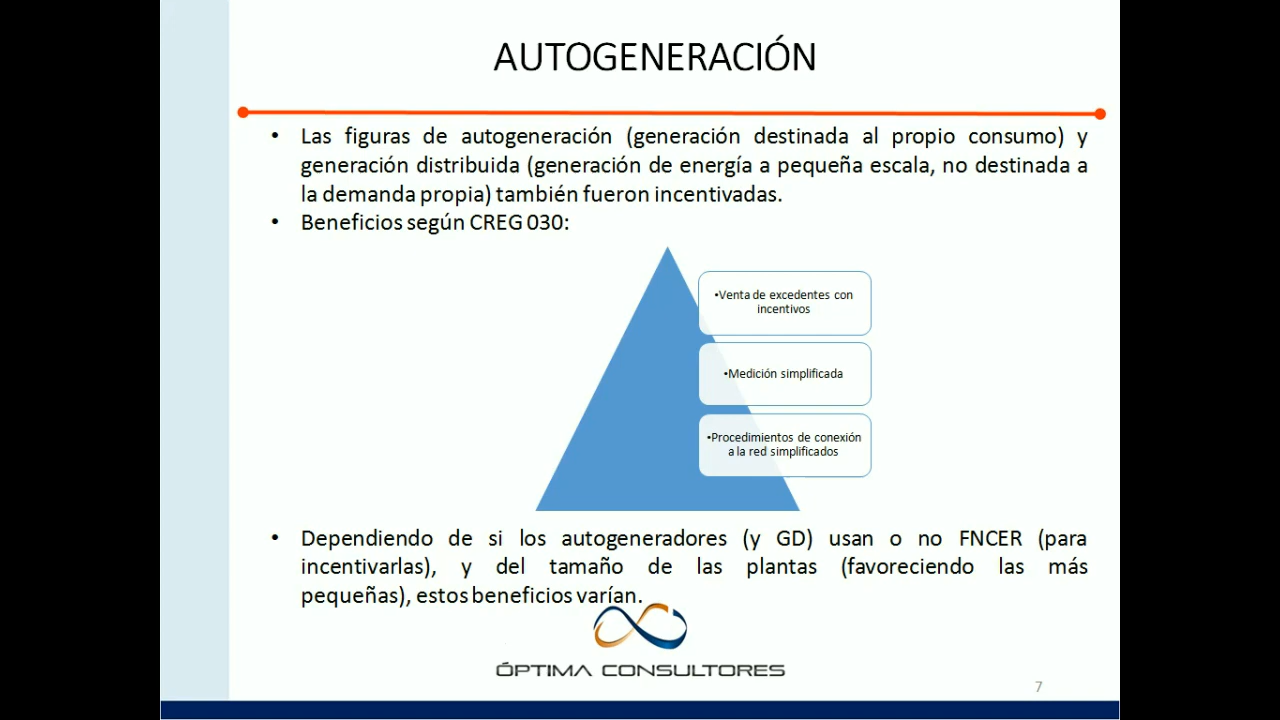 AUTOGENERACIÓN
• Las figuras de autogeneración (generación destinada al propio consumo) y
generación distribuida (generación de energía a pequeña escala, no destinada a
la demanda propia) también fueron incentivadas.
• Beneficios según CREG 030:
•Venta de excedentes con
incentivos
•Medición simplificada
•Procedimientos de conexión
a la red simplificados
• Dependiendo de si los autogeneradores (y GD) usan o no FNCER (para
incentivarlas), y del tamaño de las plantas (favoreciendo las más
pequeñas), estos beneficios varían.
ÓPTIMA CONSULTORES
7